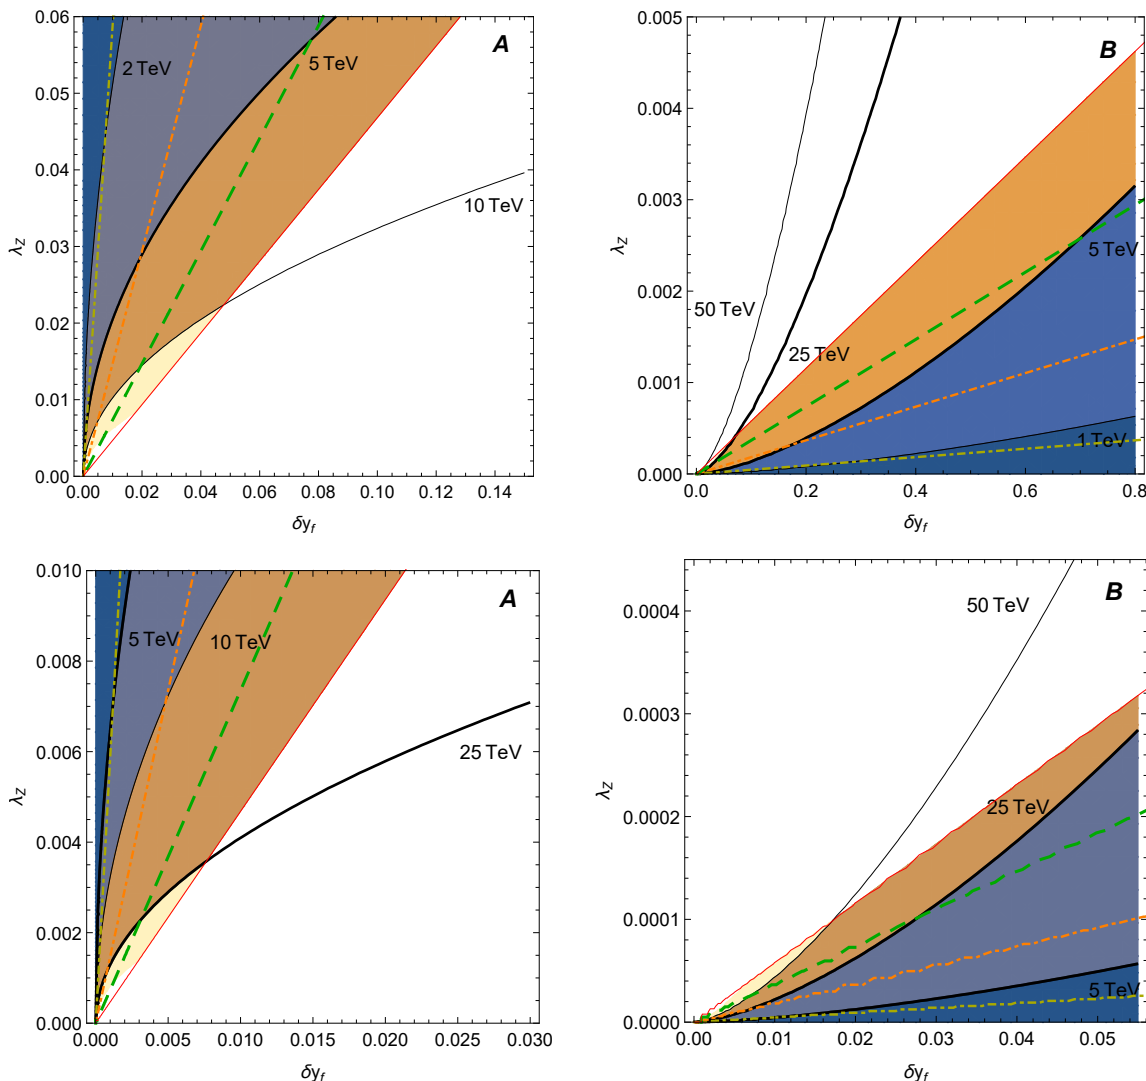 A
2 TeV
5 TeV
10 TeV
λZ
0.06
0.05
0.04
0.03
0.02
0.01
0.00
0.00 0.02 0.04 0.06 0.08 0.10 0.12 0.14
δyf
B
50 TeV
25 TeV
5 TeV
1 TeV
λZ
0.005
0.004
0.003
0.002
0.001
0.000
0.0 0.2 0.4 0.6 0.8
δyf
A
5 TeV
10 TeV
25 TeV
λZ
0.010
0.008
0.006
0.004
0.002
0.000
0.000 0.005 0.010 0.015 0.020 0.025 0.030
δyf
B
50 TeV
25 TeV
5 TeV
λZ
0.0004
0.0003
0.0002
0.0001
0.0000
0.00 0.01 0.02 0.03 0.04 0.05
δyf